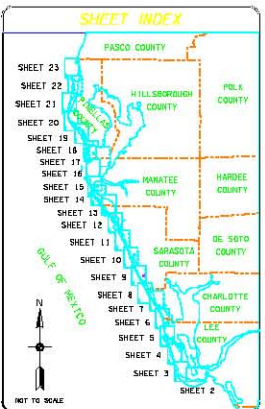 SHEET INDEX
PASCO COUNTY
SHEET 23
SHEET 22
SHEET 21
SHEET 20
SHEET 19
SHEET 18
SHEET 17
SHEET 16
SHEET 15
SHEET 14
SHEET 13
SHEET 12
SHEET 11
SHEET 10
SHEET 9
SHEET 8
SHEET 7
SHEET 6
SHEET 5
SHEET 4
SHEET 3
SHEET 2
PINELLAS
COUNTY
HILLSBOROUGH
COUNTY
POLK
COUNTY
MANATEE
COUNTY
HARDEE
COUNTY
SARASOTA
COUNTY
DE SOTO
COUNTY
CHARLOTTE
COUNTY
LEE
COUNTY
GULF OF MEXICO
N
NOT TO SCALE